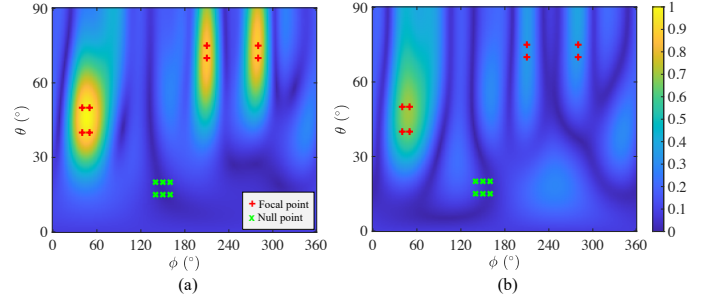 90
60
30
0
θ (°)
0 60 120 180 240 300 360
ϕ (°)
+ Focal point
× Null point
(a)
90
60
30
0
θ (°)
0 60 120 180 240 300 360
ϕ (°)
(b)
1
0.9
0.8
0.7
0.6
0.5
0.4
0.3
0.2
0.1
0